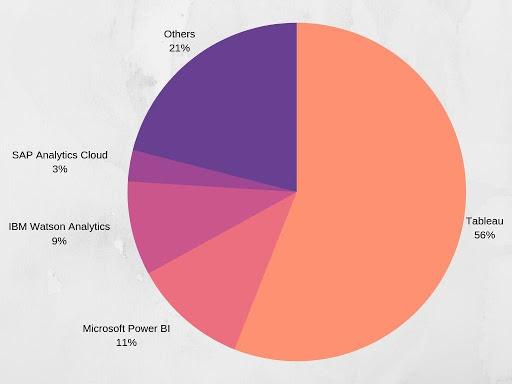 Others
21%
SAP Analytics Cloud
3%
IBM Watson Analytics
9%
Tableau
56%
Microsoft Power BI
11%